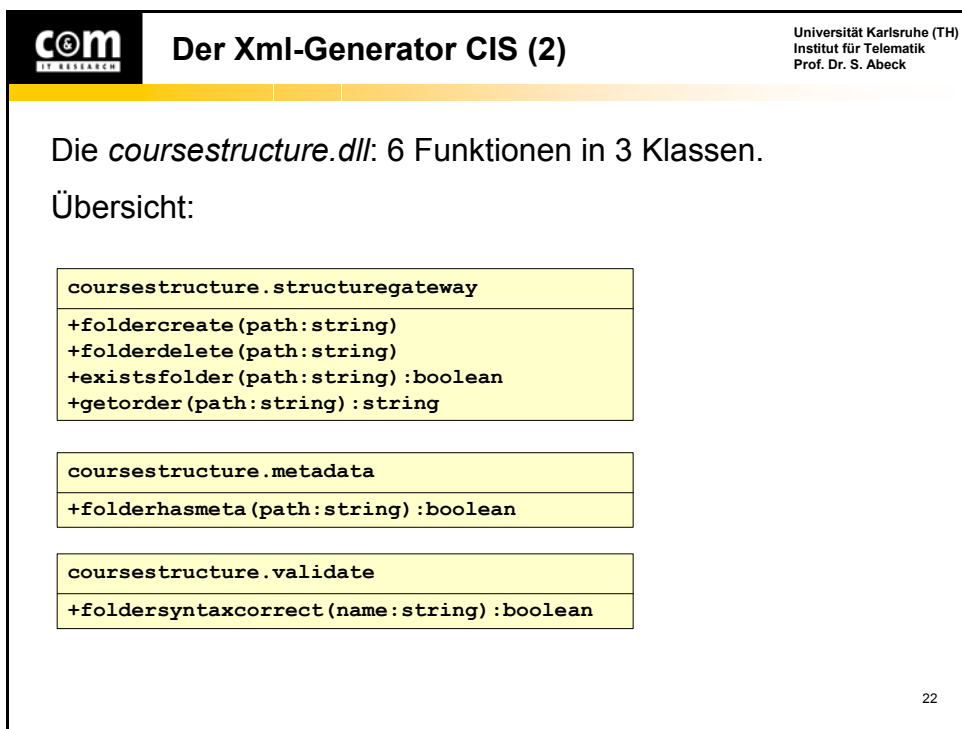 C&M
IT RESEARCH
Der Xml-Generator CIS (2)
Universität Karlsruhe (TH)
Institut für Telematik
Prof. Dr. S. Abeck
Die coursestructure.dll: 6 Funktionen in 3 Klassen.
Übersicht:
coursestructure.structuregateway
+foldercreate(path:string)
+folderdelete(path:string)
+existsfolder(path:string):boolean
+getorder(path:string):string
coursestructure.metadata
+folderhasmeta(path:string):boolean
coursestructure.validate
+foldersyntaxcorrect(name:string):boolean
22